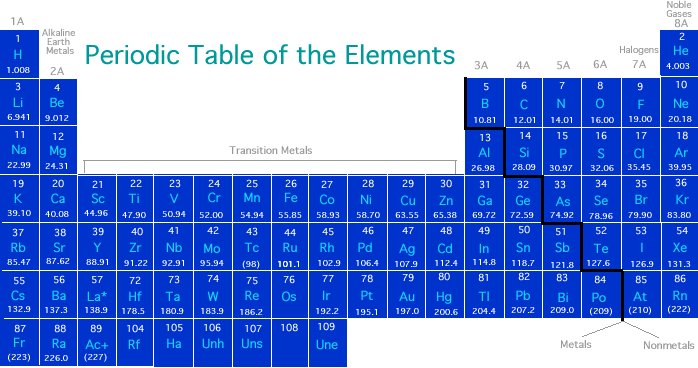 Noble
Gases
1A 8A
1 Alkaline Earth Metals 2
H Periodic Table of the Elements Halogens He
1.008 2A 3A 4A 5A 6A 7A 4.003
3 4 5 6 7 8 9 10
Li Be B C N O F Ne
6.941 9.012 10.81 12.01 14.01 16.00 19.00 20.18
11 12 13 14 15 16 17 18
Na Mg Al Si P S Cl Ar
22.99 24.31 26.98 28.09 30.97 32.06 35.45 39.95
Transition Metals
19 20 21 22 23 24 25 26 27 28 29 30 31 32 33 34 35 36
K Ca Sc Ti V Cr Mn Fe Co Ni Cu Zn Ga Ge As Se Br Kr
39.10 40.08 44.96 47.90 50.94 52.00 54.94 55.85 58.93 58.70 63.55 65.38 69.72 72.59 74.92 78.96 79.90 83.80
37 38 39 40 41 42 43 44 45 46 47 48 49 50 51 52 53 54
Rb Sr Y Zr Nb Mo Tc Ru Rh Pd Ag Cd In Sn Sb Te I Xe
85.47 87.62 88.91 91.22 92.91 95.94 (98) 101.1 102.9 106.4 107.9 112.4 114.8 118.7 121.8 127.6 126.9 131.3
55 56 57 72 73 74 75 76 77 78 79 80 81 82 83 84 85 86
Cs Ba La* Hf Ta W Re Os Ir Pt Au Hg Tl Pb Bi Po At Rn
132.9 137.3 138.9 178.5 180.9 183.9 186.2 192.2 195.1 197.0 200.6 204.4 207.2 209.0 (209) (210) (222)
87 88 89 104 105 106 107 108 109
Fr Ra Ac+ Rf Ha Unh Uns Une
(223) 226.0 (227)
Metals Nonmetals